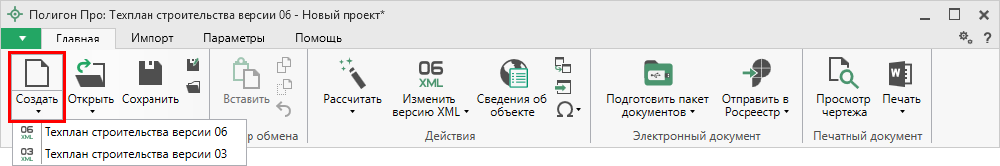 Полигон Про: Техплан строительства версии 06 - Новый проект*
Главная Импорт Параметры Помощь
?
Создать Открыть Сохранить
Вставить
Рассчитать
06 XML
Изменить версию XML
Сведения об объекте
Ω
Подготовить пакет документов
Отправить в Росреестр
Просмотр чертежа
W
Печать
обмена
Действия
Электронный документ
Печатный документ
06 XML Техплан строительства версии 06
03 XML Техплан строительства версии 03